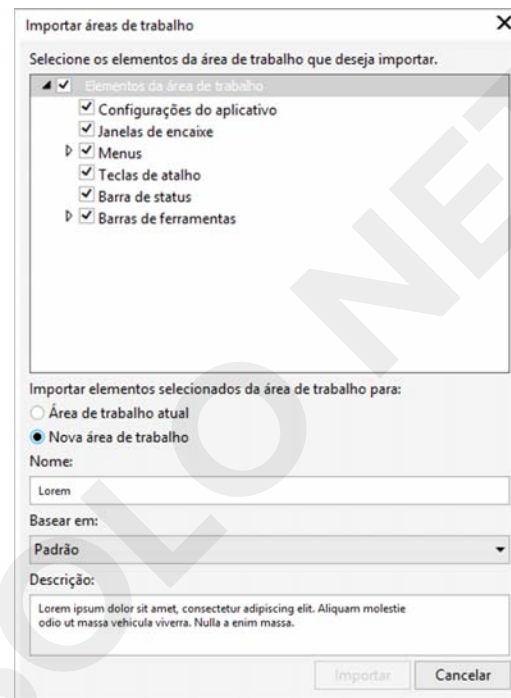 Importar áreas de trabalho
Selecione os elementos da área de trabalho que deseja importar.
Elementos da área de trabalho
Configurações do aplicativo
Janelas de encaixe
Menus
Teclas de atalho
Barra de status
Barras de ferramentas
Importar elementos selecionados da área de trabalho para:
Área de trabalho atual
Nova área de trabalho
Nome:
Lorem
Basear em:
Padrão
Descrição:
Lorem ipsum dolor sit amet, consectetur adipiscing elit. Aliquam molestie
odio ut massa vehicula viverra. Nulla a enim massa.
Importar Cancelar
OLO NET